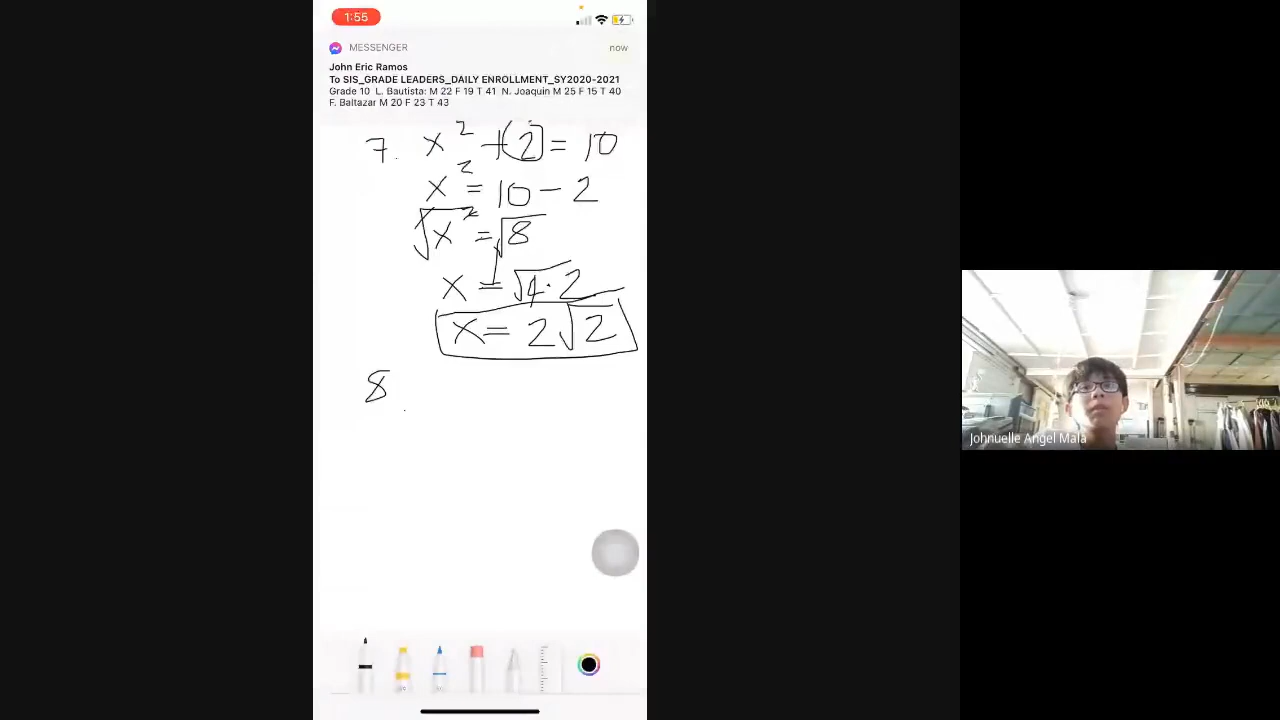 1:55
MESSENGER
now
John Eric Ramos
To SIS_GRADE LEADERS_DAILY ENROLLMENT_SY2020-2021
Grade 10 L. Bautista: M 22 F 19 T 41 N. Joaquin M 25 F 15 T 40
F. Baltazar M 20 F 23 T 43
7. x² + (2) = 10
x² = 10 - 2
√x² = √8
x = √4·2
x = 2√2
8.
Johnuelle Angel Mala